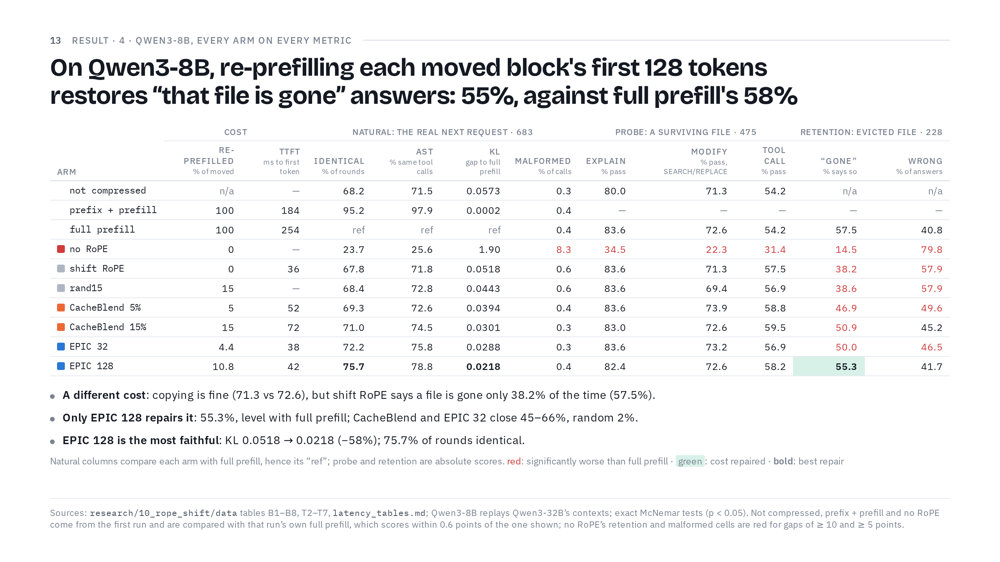 13 RESULT · 4 · QWEN3-8B, EVERY ARM ON EVERY METRIC
On Qwen3-8B, re-prefilling each moved block's first 128 tokens
restores “that file is gone” answers: 55%, against full prefill's 58%
COST NATURAL: THE REAL NEXT REQUEST · 683 PROBE: A SURVIVING FILE · 475 RETENTION: EVICTED FILE · 228
RE- TOOL
TTFT AST KL MODIFY
PREFILLED IDENTICAL MALFORMED EXPLAIN CALL “GONE” WRONG
ms to first % same tool gap to full % pass,
ARM % of moved token % of rounds calls prefill % of calls % pass SEARCH/REPLACE % pass % says so % of answers
not compressed n/a — 68.2 71.5 0.0573 0.3 80.0 71.3 54.2 n/a n/a
prefix + prefill 100 184 95.2 97.9 0.0002 0.4 — — — — —
full prefill 100 254 ref ref ref 0.4 83.6 72.6 54.2 57.5 40.8
no RoPE 0 — 23.7 25.6 1.90 8.3 34.5 22.3 31.4 14.5 79.8
shift RoPE 0 36 67.8 71.8 0.0518 0.6 83.6 71.3 57.5 38.2 57.9
rand15 15 — 68.4 72.8 0.0443 0.6 83.6 69.4 56.9 38.6 57.9
CacheBlend 5% 5 52 69.3 72.6 0.0394 0.4 83.6 73.9 58.8 46.9 49.6
CacheBlend 15% 15 72 71.0 74.5 0.0301 0.3 83.0 72.6 59.5 50.9 45.2
EPIC 32 4.4 38 72.2 75.8 0.0288 0.3 83.6 73.2 56.9 50.0 46.5
EPIC 128 10.8 42 75.7 78.8 0.0218 0.4 82.4 72.6 58.2 55.3 41.7
• A different cost: copying is fine (71.3 vs 72.6), but shift RoPE says a file is gone only 38.2% of the time (57.5%).
• Only EPIC 128 repairs it: 55.3%, level with full prefill; CacheBlend and EPIC 32 close 45–66%, random 2%.
• EPIC 128 is the most faithful: KL 0.0518 → 0.0218 (−58%); 75.7% of rounds identical.
Natural columns compare each arm with full prefill, hence its “ref”; probe and retention are absolute scores. red: significantly worse than full prefill · green: cost repaired · bold: best repair
Sources: research/10_rope_shift/data tables B1–B8, T2–T7, latency_tables.md; Qwen3-8B replays Qwen3-32B’s contexts; exact McNemar tests (p < 0.05). Not compressed, prefix + prefill and no RoPE
come from the first run and are compared with that run’s own full prefill, which scores within 0.6 points of the one shown; no RoPE’s retention and malformed cells are red for gaps of ≥ 10 and ≥ 5 points.